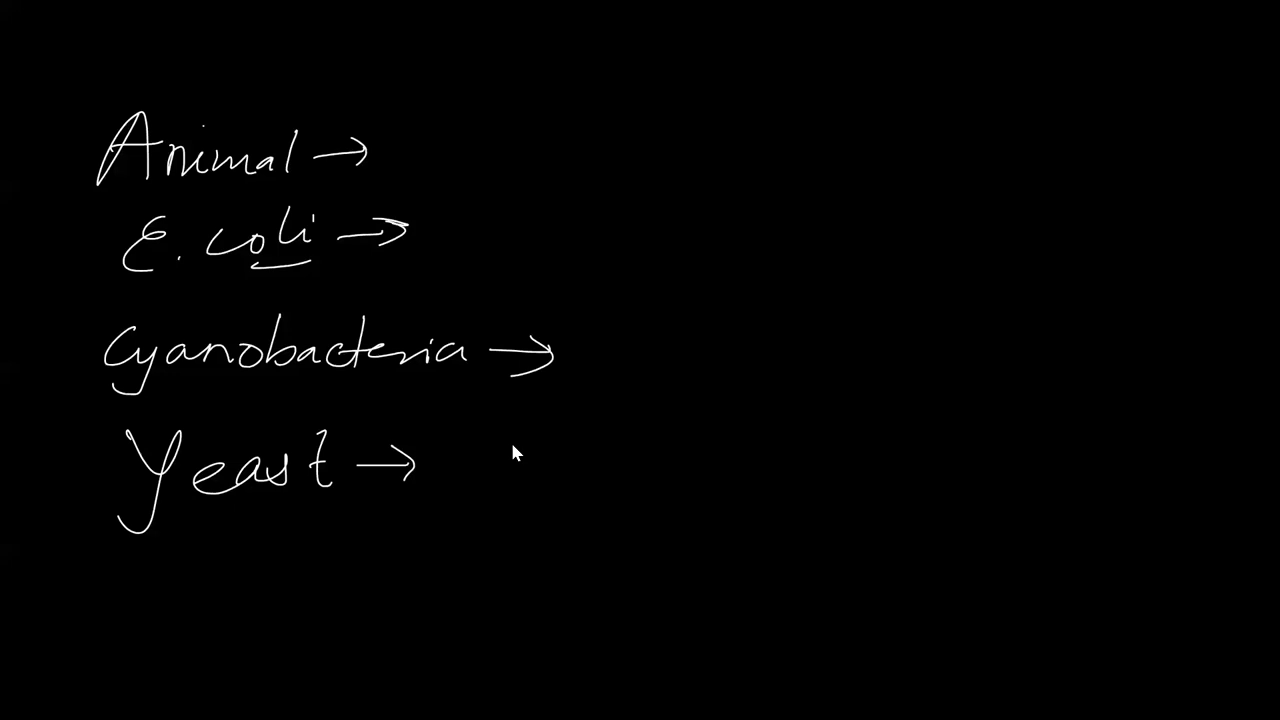 Animal →
E. coli →
Cyanobacteria →
Yeast →